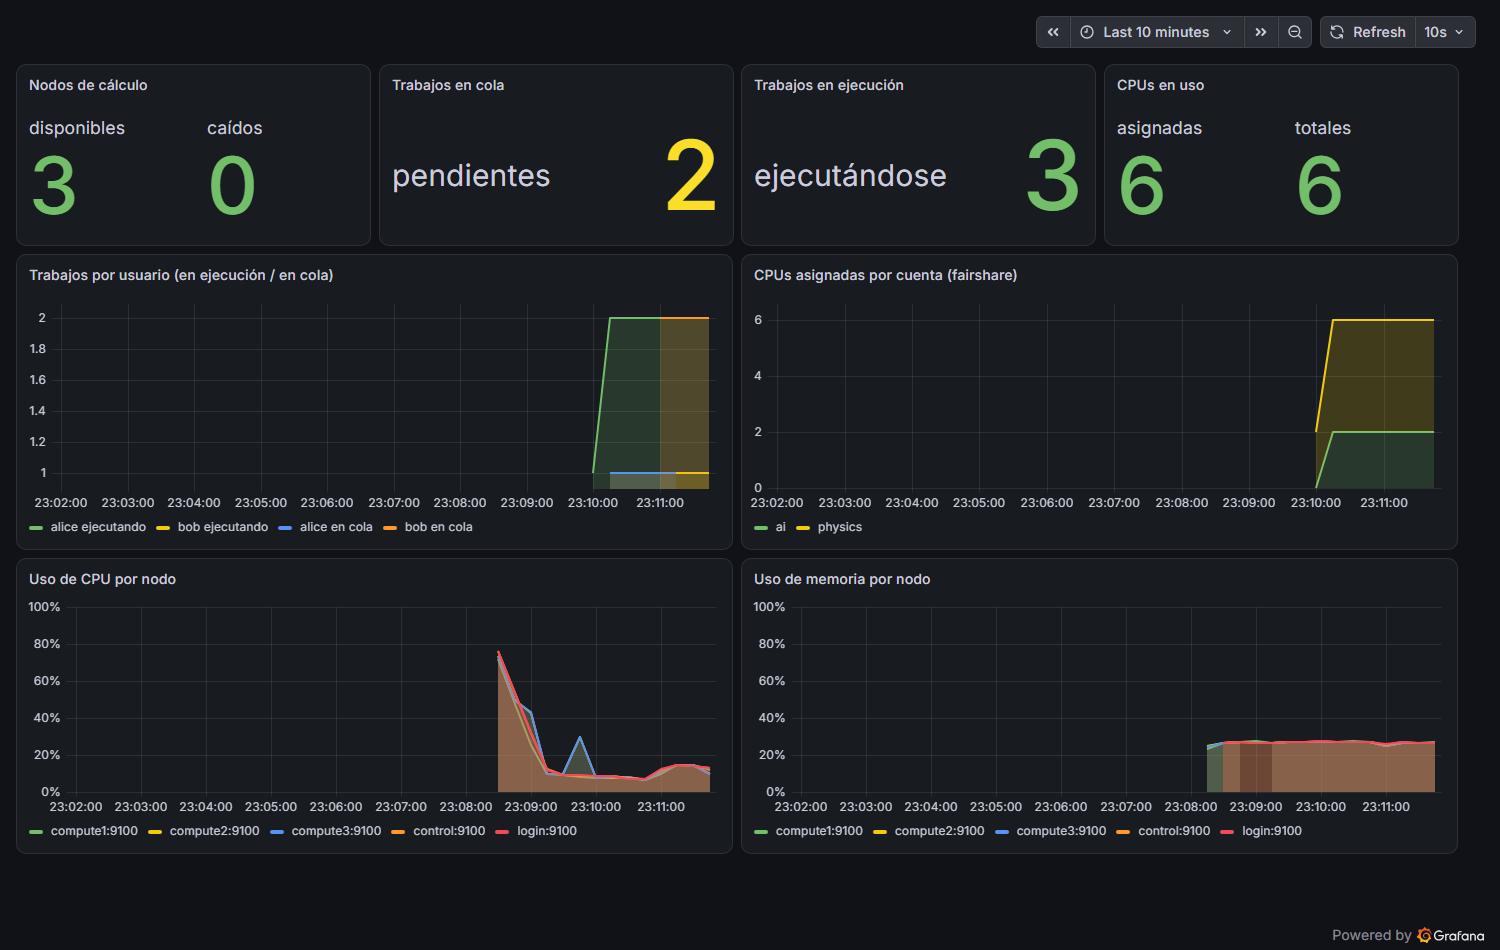 Last 10 minutes Refresh 10s
Nodos de cálculo Trabajos en cola Trabajos en ejecución CPUs en uso
disponibles caídos asignadas totales
3 0 pendientes 2 ejecutándose 3 6 6
Trabajos por usuario (en ejecución / en cola)
2
1.8
1.6
1.4
1.2
1
23:02:00 23:03:00 23:04:00 23:05:00 23:06:00 23:07:00 23:08:00 23:09:00 23:10:00 23:11:00
alice ejecutando bob ejecutando alice en cola bob en cola
CPUs asignadas por cuenta (fairshare)
6
4
2
0
23:02:00 23:03:00 23:04:00 23:05:00 23:06:00 23:07:00 23:08:00 23:09:00 23:10:00 23:11:00
ai physics
Uso de CPU por nodo
100%
80%
60%
40%
20%
0%
23:02:00 23:03:00 23:04:00 23:05:00 23:06:00 23:07:00 23:08:00 23:09:00 23:10:00 23:11:00
compute1:9100 compute2:9100 compute3:9100 control:9100 login:9100
Uso de memoria por nodo
100%
80%
60%
40%
20%
0%
23:02:00 23:03:00 23:04:00 23:05:00 23:06:00 23:07:00 23:08:00 23:09:00 23:10:00 23:11:00
compute1:9100 compute2:9100 compute3:9100 control:9100 login:9100
Powered by Grafana